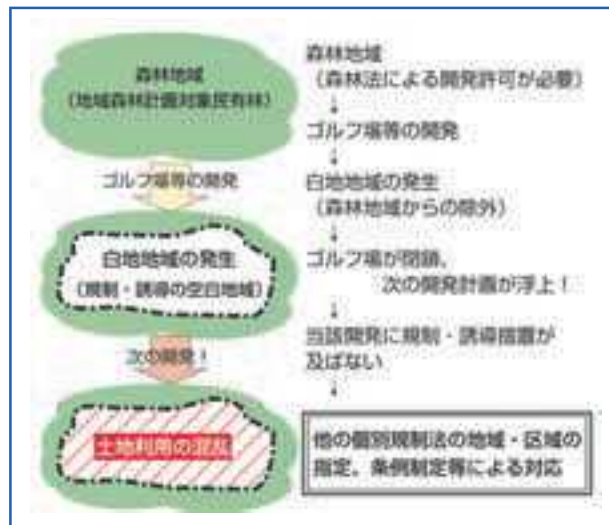 森林地域
(地域森林計画対象民有林)
ゴルフ場等の開発
白地地域の発生
(規制・誘導の空白地域)
次の開発！
土地利用の混乱
森林地域
(森林法による開発許可が必要)
↓
ゴルフ場等の開発
↓
白地地域の発生
(森林地域からの除外)
↓
ゴルフ場が閉鎖、
次の開発計画が浮上！
↓
当該開発に規制・誘導措置が
及ばない
↓
他の個別規制法の地域・区域の
指定、条例制定等による対応